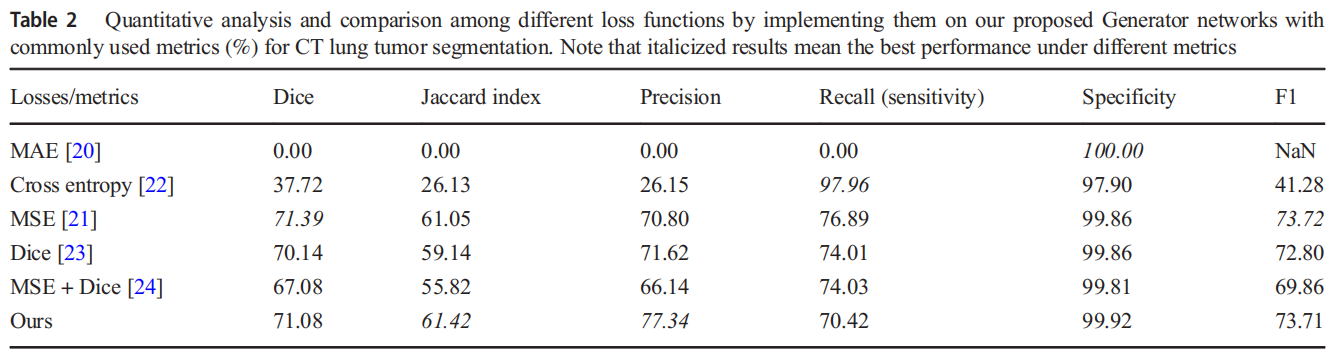 Table 2 Quantitative analysis and comparison among different loss functions by implementing them on our proposed Generator networks with
commonly used metrics (%) for CT lung tumor segmentation. Note that italicized results mean the best performance under different metrics
Losses/metrics Dice Jaccard index Precision Recall (sensitivity) Specificity F1
MAE [20] 0.00 0.00 0.00 0.00 100.00 NaN
Cross entropy [22] 37.72 26.13 26.15 97.96 97.90 41.28
MSE [21] 71.39 61.05 70.80 76.89 99.86 73.72
Dice [23] 70.14 59.14 71.62 74.01 99.86 72.80
MSE + Dice [24] 67.08 55.82 66.14 74.03 99.81 69.86
Ours 71.08 61.42 77.34 70.42 99.92 73.71